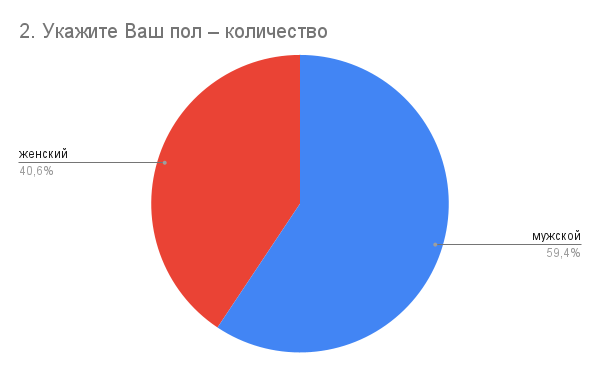 2. Укажите Ваш пол – количество
женский
40,6%
мужской
59,4%